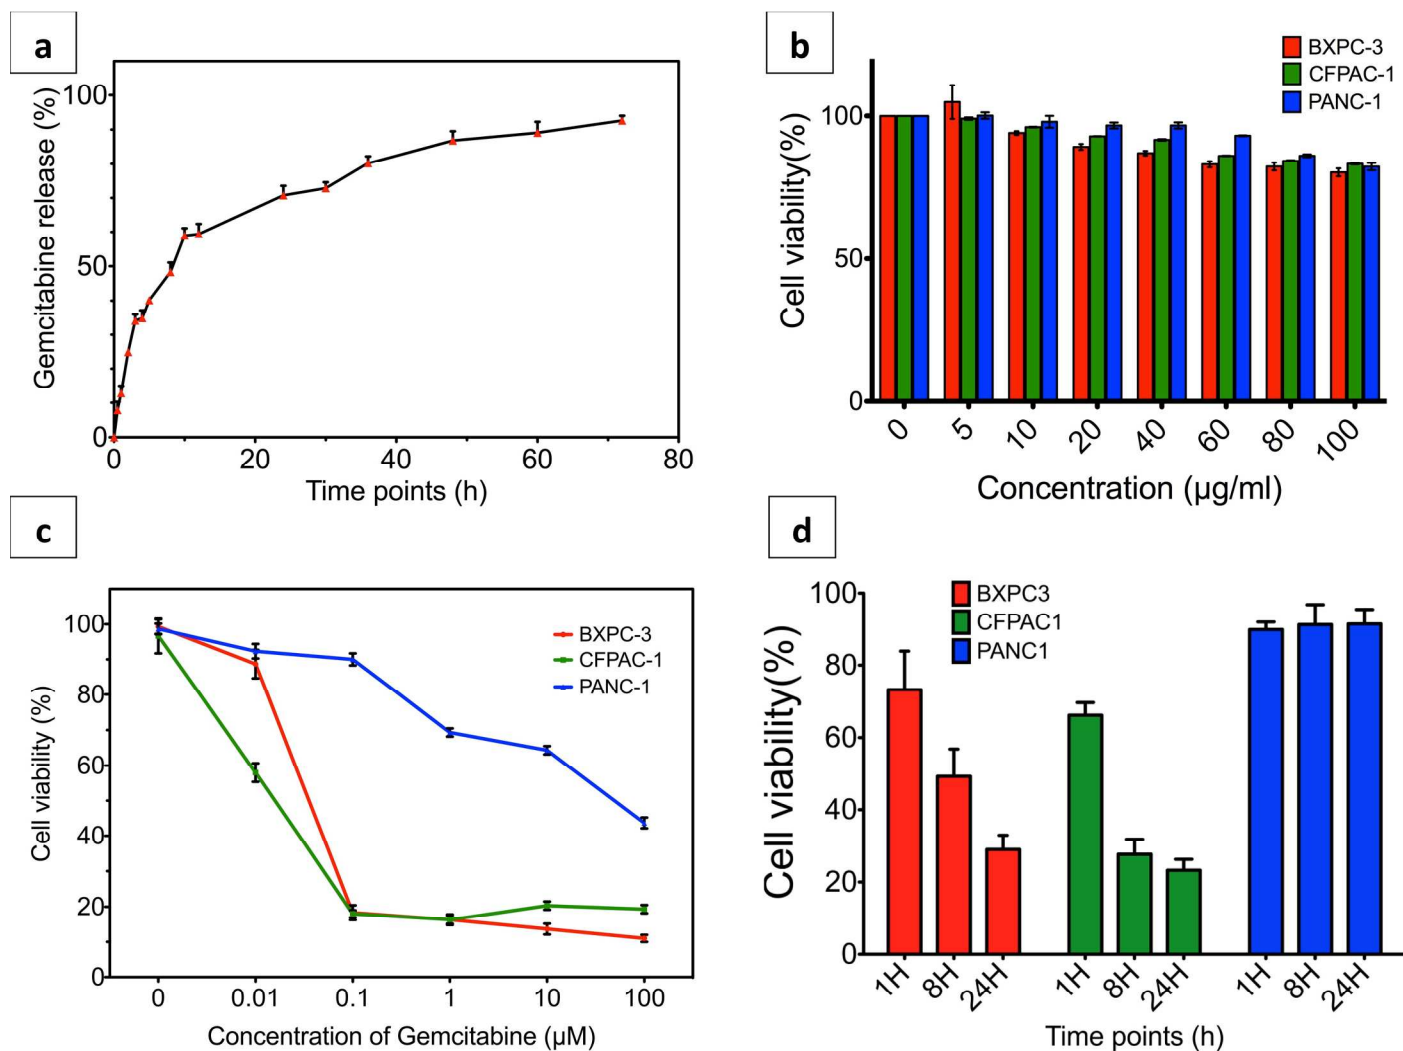 a
Gemcitabine release (%)
100
50
0
0 20 40 60 80
Time points (h)
b
BXPC-3
CFPAC-1
PANC-1
Cell viability(%)
100
50
0
0 5 10 20 40 60 80 100
Concentration (µg/ml)
c
Cell viability (%)
100
80
60
40
20
0
BXPC-3
CFPAC-1
PANC-1
0 0.01 0.1 1 10 100
Concentration of Gemcitabine (µM)
d
BXPC3
CFPAC1
PANC1
Cell viability(%)
100
80
60
40
20
0
1H 8H 24H 1H 8H 24H 1H 8H 24H
Time points (h)